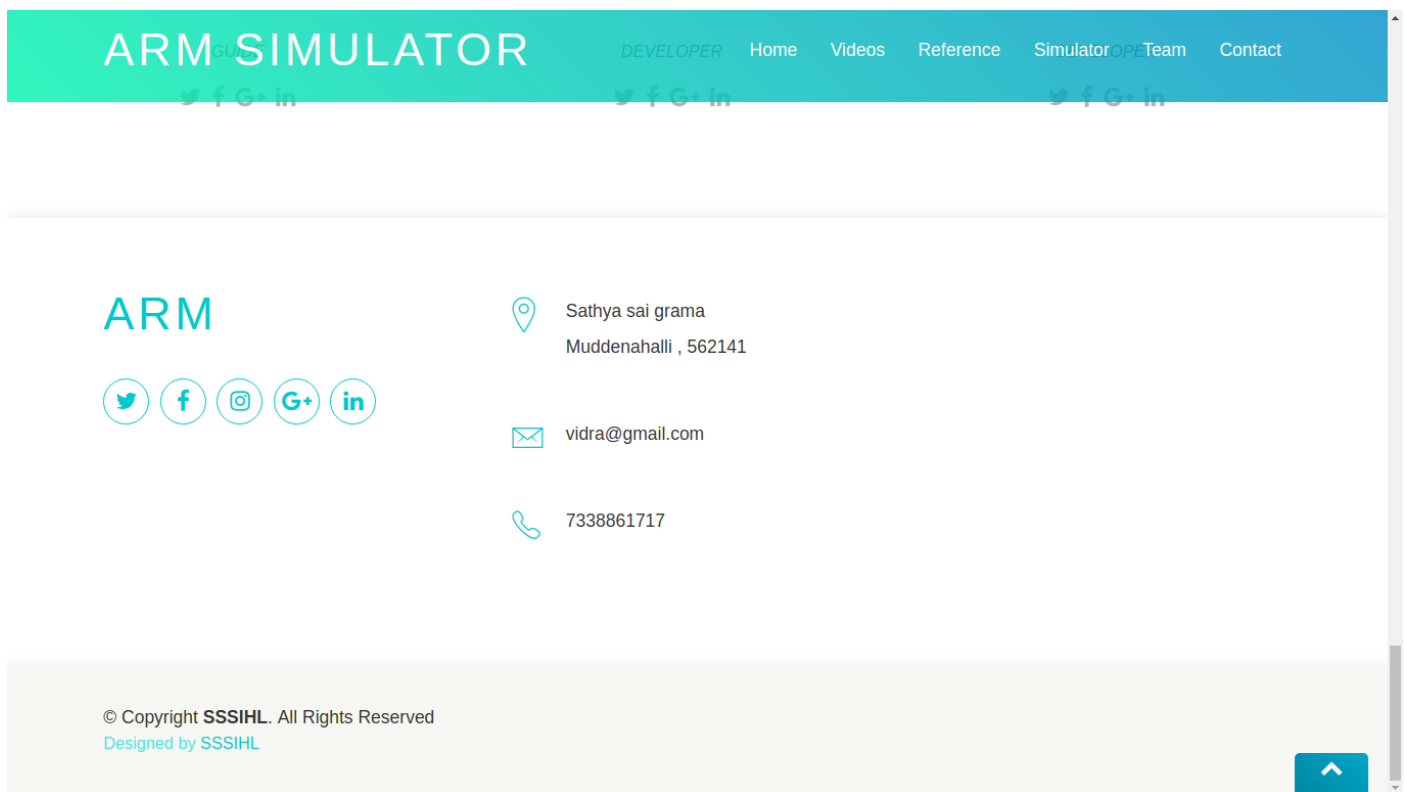 ARM SIMULATOR
Home Videos Reference Simulator Team Contact
GUIDE
DEVELOPER
ARM
Sathya sai grama
Muddenahalli , 562141
vidra@gmail.com
7338861717
© Copyright SSSIHL. All Rights Reserved
Designed by SSSIHL